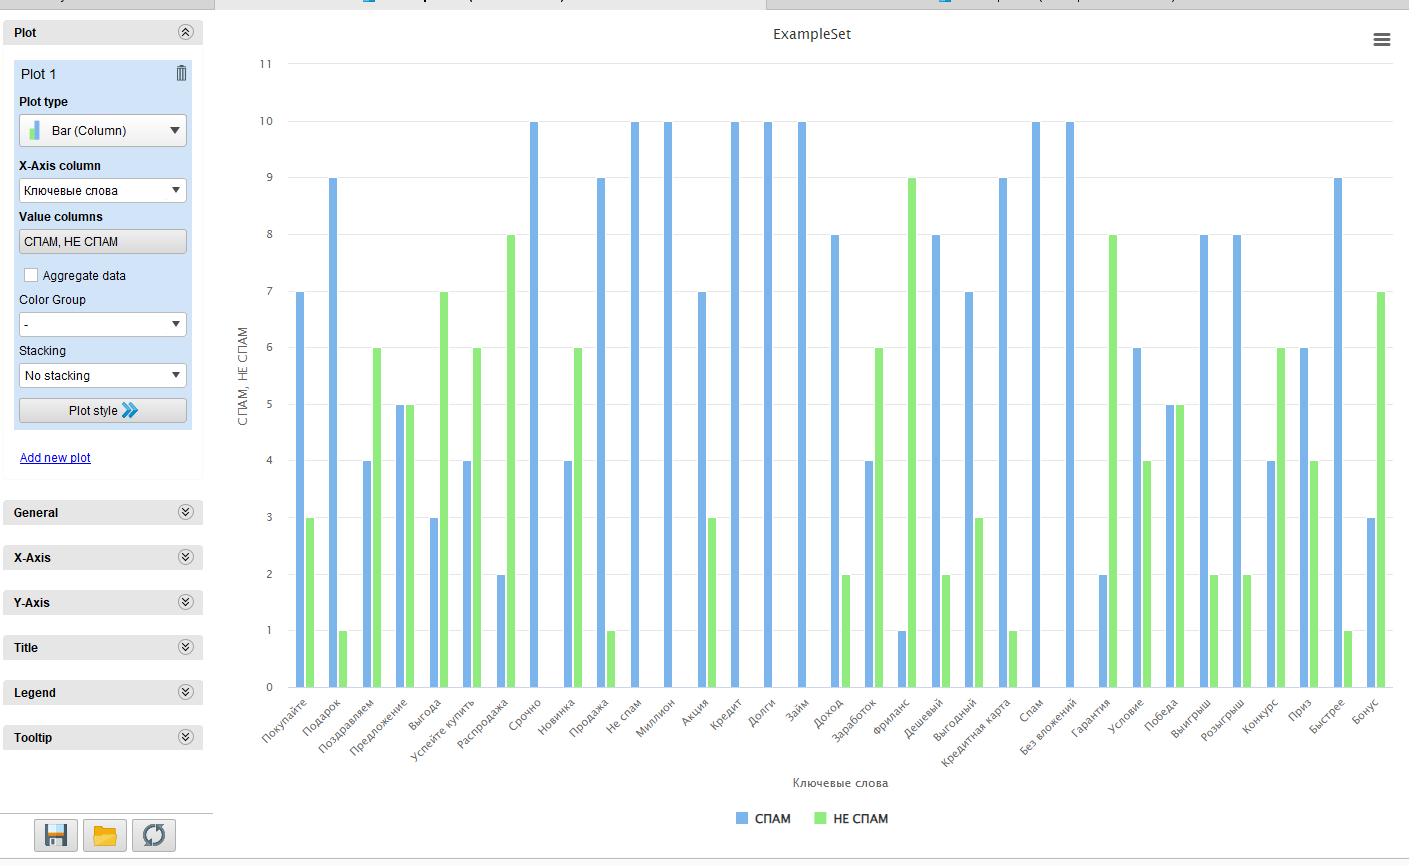 Plot
Plot 1
Plot type
Bar (Column)
X-Axis column
Ключевые слова
Value columns
СПАМ, НЕ СПАМ
Aggregate data
Color Group
-
Stacking
No stacking
Plot style
Add new plot
General
X-Axis
Y-Axis
Title
Legend
Tooltip
ExampleSet
СПАМ, НЕ СПАМ
11
10
9
8
7
6
5
4
3
2
1
0
Покупайте
Подарок
Поздравляем
Предложение
Выгода
Успейте купить
Распродажа
Срочно
Новинка
Продажа
Не спам
Миллион
Акция
Кредит
Долги
Займ
Доход
Заработок
Фриланс
Дешевый
Выгодный
Кредитная карта
Спам
Без вложений
Гарантия
Условие
Победа
Выигрыш
Розыгрыш
Конкурс
Приз
Быстрее
Бонус
Ключевые слова
СПАМ
НЕ СПАМ